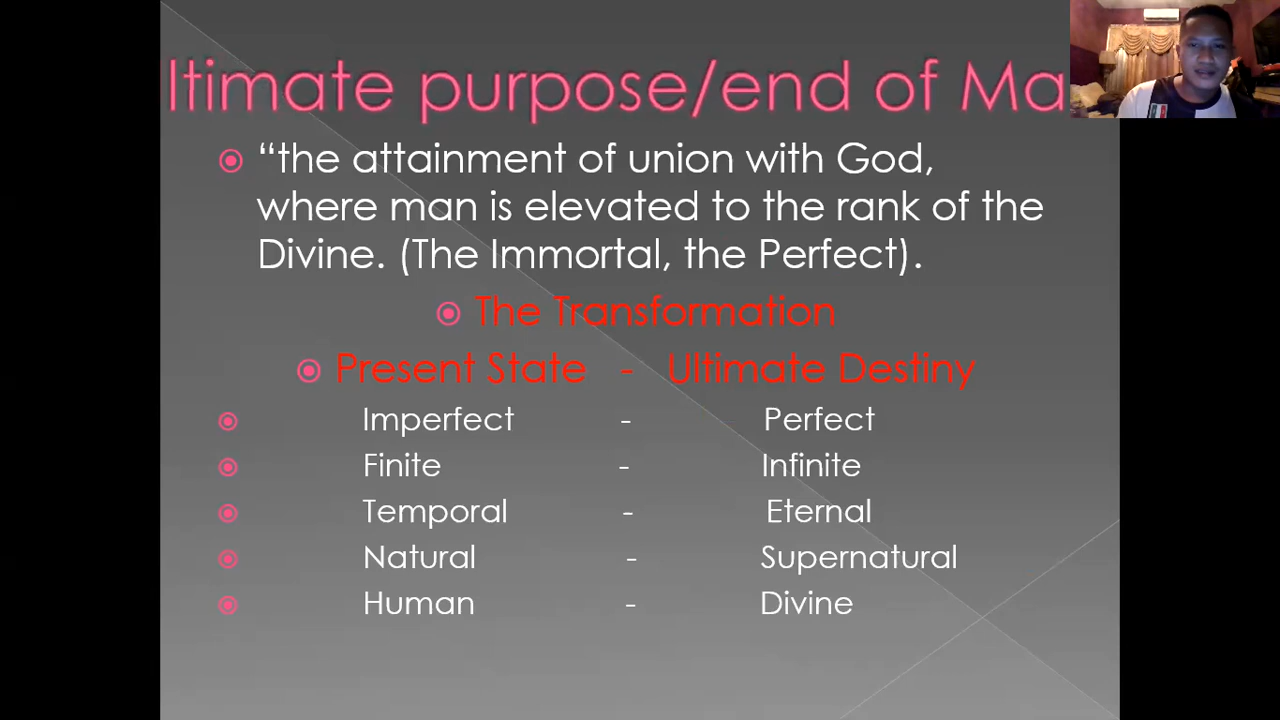 ltimate purpose/end of Ma
“the attainment of union with God,
where man is elevated to the rank of the
Divine. (The Immortal, the Perfect).
The Transformation
Present State - Ultimate Destiny
Imperfect - Perfect
Finite - Infinite
Temporal - Eternal
Natural - Supernatural
Human - Divine